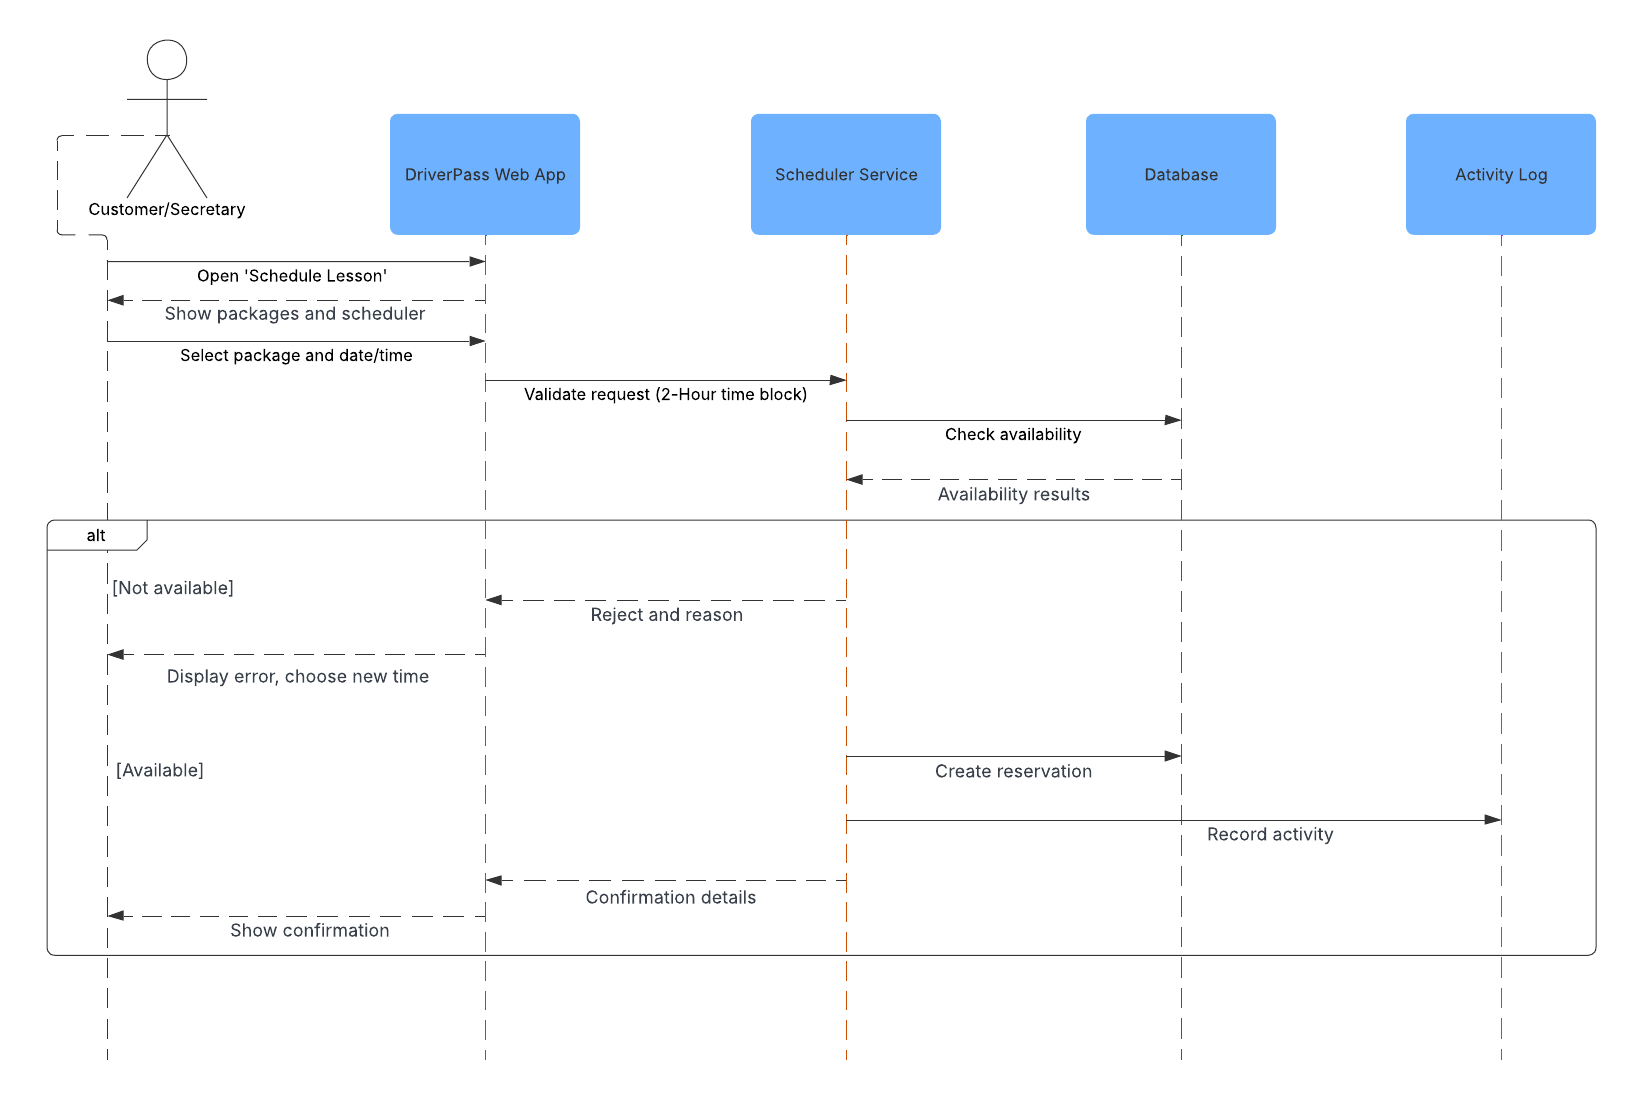 Customer/Secretary
DriverPass Web App
Scheduler Service
Database
Activity Log
Open 'Schedule Lesson'
Show packages and scheduler
Select package and date/time
Validate request (2-Hour time block)
Check availability
Availability results
alt
[Not available]
Reject and reason
Display error, choose new time
[Available]
Create reservation
Record activity
Confirmation details
Show confirmation